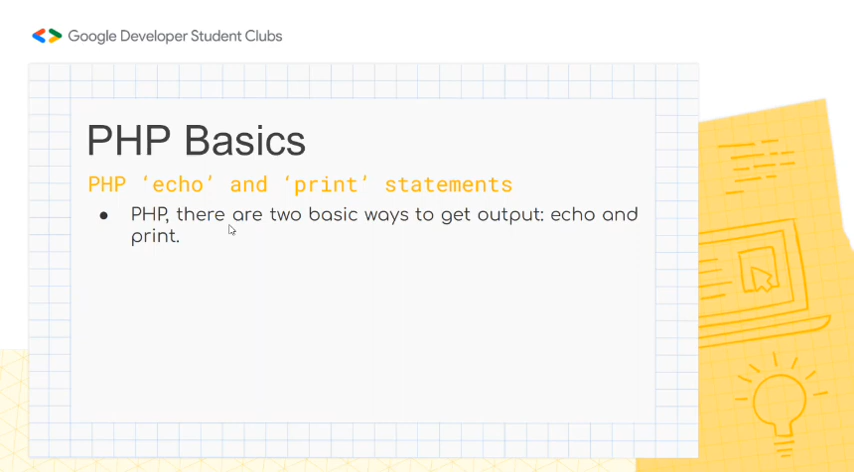 Google Developer Student Clubs
PHP Basics
PHP ‘echo’ and ‘print’ statements
● PHP, there are two basic ways to get output: echo and
print.